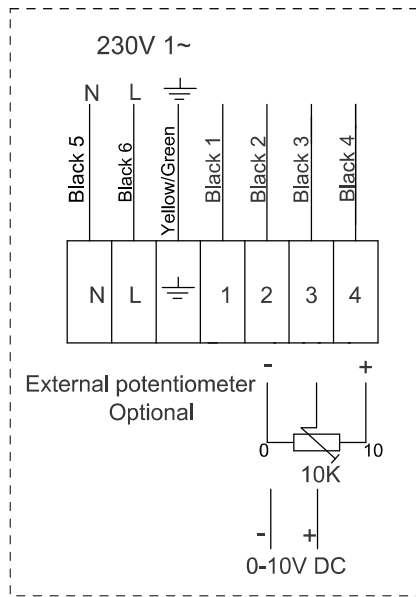 230V 1~
N L
Black 5
Black 6
Yellow/Green
Black 1
Black 2
Black 3
Black 4
N L 1 2 3 4
- +
External potentiometer
Optional
0 10
10K
- +
0-10V DC